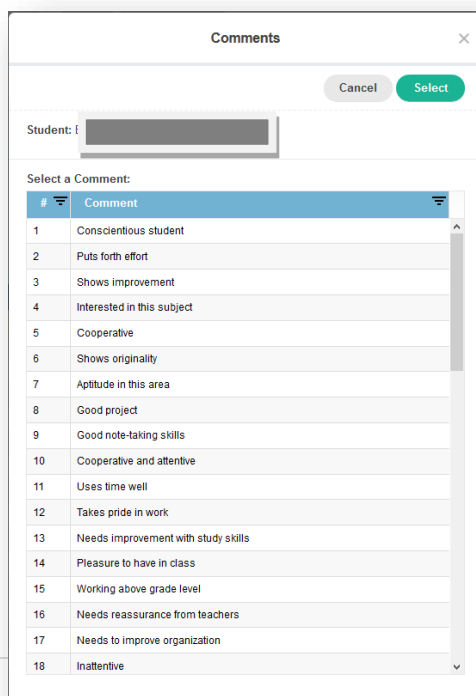 Comments
Cancel Select
Student:
Select a Comment:
# Comment
1 Conscientious student
2 Puts forth effort
3 Shows improvement
4 Interested in this subject
5 Cooperative
6 Shows originality
7 Aptitude in this area
8 Good project
9 Good note-taking skills
10 Cooperative and attentive
11 Uses time well
12 Takes pride in work
13 Needs improvement with study skills
14 Pleasure to have in class
15 Working above grade level
16 Needs reassurance from teachers
17 Needs to improve organization
18 Inattentive